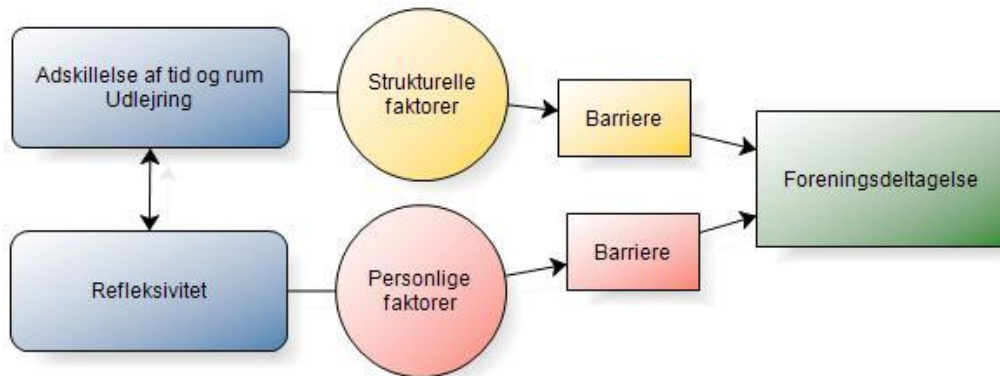 Adskillelse af tid og rum
Udlejring
Strukturelle
faktorer
Barriere
Foreningsdeltagelse
Refleksivitet
Personlige
faktorer
Barriere